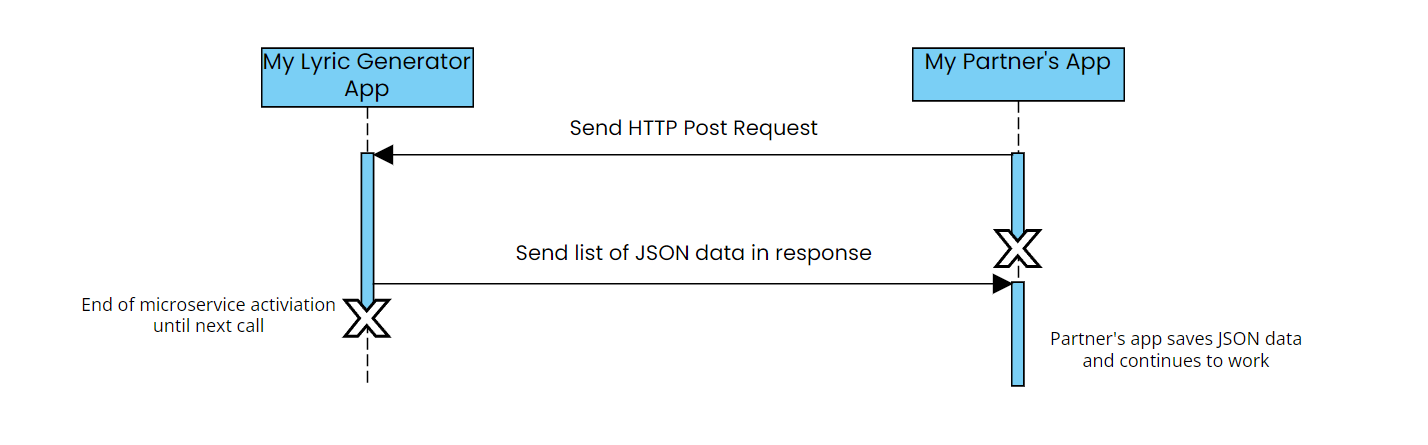 My Lyric Generator
App
My Partner's App
Send HTTP Post Request
Send list of JSON data in response
End of microservice activiation
until next call
Partner's app saves JSON data
and continues to work